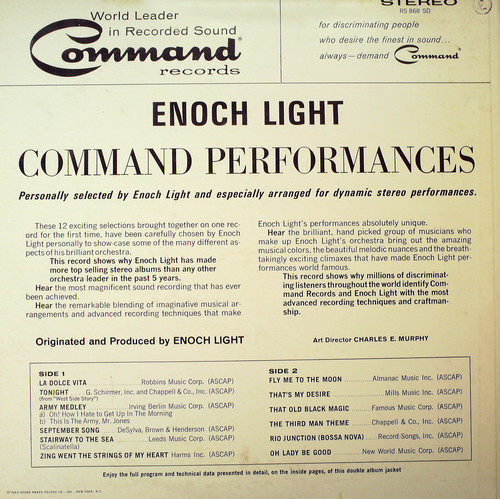 World Leader
in Recorded Sound
Command®
records
STEREO
RS 868 SD
for discriminating people
who desire the finest in sound...
always—demand Command®
ENOCH LIGHT
COMMAND PERFORMANCES
Personally selected by Enoch Light and especially arranged for dynamic stereo performances.
These 12 exciting selections brought together on one record
for the first time, have been carefully chosen by Enoch
Light personally to show-case some of the many different as-
pects of his brilliant orchestra.
This record shows why Enoch Light has made
more top selling stereo albums than any other
orchestra leader in the past 5 years.
Hear the most magnificent sound recording that has ever
been achieved.
Hear the remarkable blending of imaginative musical ar-
rangements and advanced recording techniques that make
Enoch Light's performances absolutely unique.
Hear the brilliant, hand picked group of musicians who
make up Enoch Light's orchestra bring out the amazing
musical colors, the beautiful melodic nuances and the breath-
takingly exciting climaxes that have made Enoch Light per-
formances world famous.
This record shows why millions of discriminat-
ing listeners throughout the world identify Com-
mand Records and Enoch Light with the most
advanced recording techniques and craftman-
ship.
Originated and Produced by ENOCH LIGHT
Art Director CHARLES E. MURPHY
SIDE 1
LA DOLCE VITA Robbins Music Corp. (ASCAP)
TONIGHT G. Schirmer, Inc. and Chappell & Co., Inc. (ASCAP)
(from "West Side Story")
ARMY MEDLEY Irving Berlin Music Corp. (ASCAP)
a) Oh! How I Hate to Get Up In The Morning
b) This Is The Army, Mr. Jones
SEPTEMBER SONG DeSylva, Brown & Henderson (ASCAP)
STAIRWAY TO THE SEA Leeds Music Corp. (ASCAP)
(Scalinatella)
ZING WENT THE STRINGS OF MY HEART Harms Inc. (ASCAP)
SIDE 2
FLY ME TO THE MOON Almanac Music Inc. (ASCAP)
THAT'S MY DESIRE Mills Music Inc. (ASCAP)
THAT OLD BLACK MAGIC Famous Music Corp. (ASCAP)
THE THIRD MAN THEME Chappell & Co., Inc. (ASCAP)
RIO JUNCTION (BOSSA NOVA) Record Songs, Inc. (ASCAP)
OH LADY BE GOOD New World Music Corp. (ASCAP)
Enjoy the full program and technical data presented in detail, on the inside pages, of this double album jacket